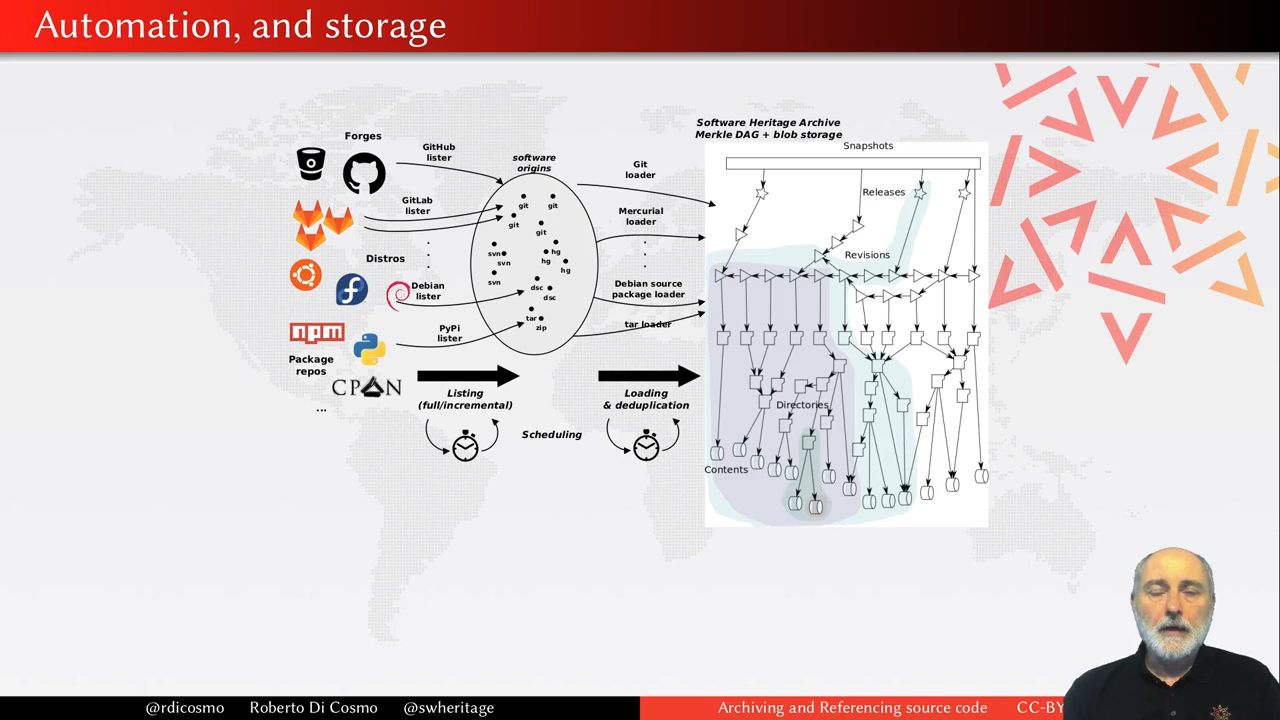 Automation, and storage
Forges
GitHub
lister
GitLab
lister
Distros
Debian
lister
npm
PyPi
lister
Package
repos
CPAN
...
software
origins
git
git
git
git
svn
svn
svn
hg
hg
hg
dsc
dsc
tar
zip
Listing
(full/incremental)
Scheduling
Git
loader
Mercurial
loader
Debian source
package loader
tar loader
Loading
& deduplication
Software Heritage Archive
Merkle DAG + blob storage
Snapshots
Releases
Revisions
Directories
Contents
@rdicosmo Roberto Di Cosmo @swheritage
Archiving and Referencing source code CC-BY